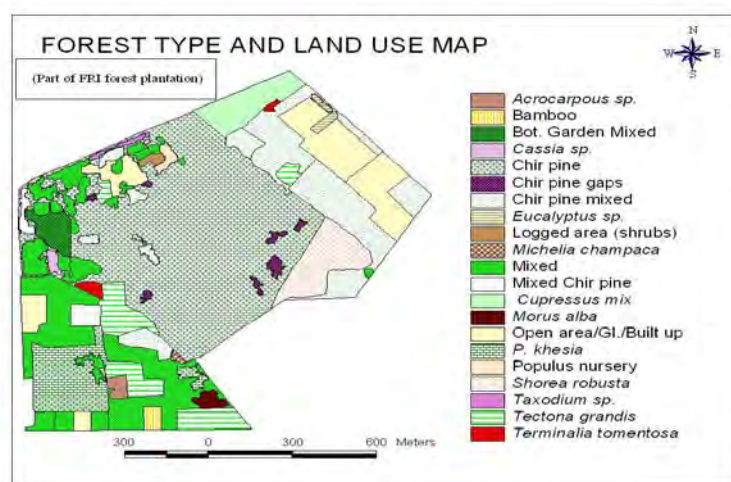 FOREST TYPE AND LAND USE MAP
(Part of FRI forest plantation)
N
W E
S
Acrocarpous sp.
Bamboo
Bot. Garden Mixed
Cassia sp.
Chir pine
Chir pine gaps
Chir pine mixed
Eucalyptus sp.
Logged area (shrubs)
Michelia champaca
Mixed
Mixed Chir pine
Cupressus mix
Morus alba
Open area/Gl./Built up
P. khesia
Populus nursery
Shorea robusta
Taxodium sp.
Tectona grandis
Terminalia tomentosa
300 0 300 600 Meters